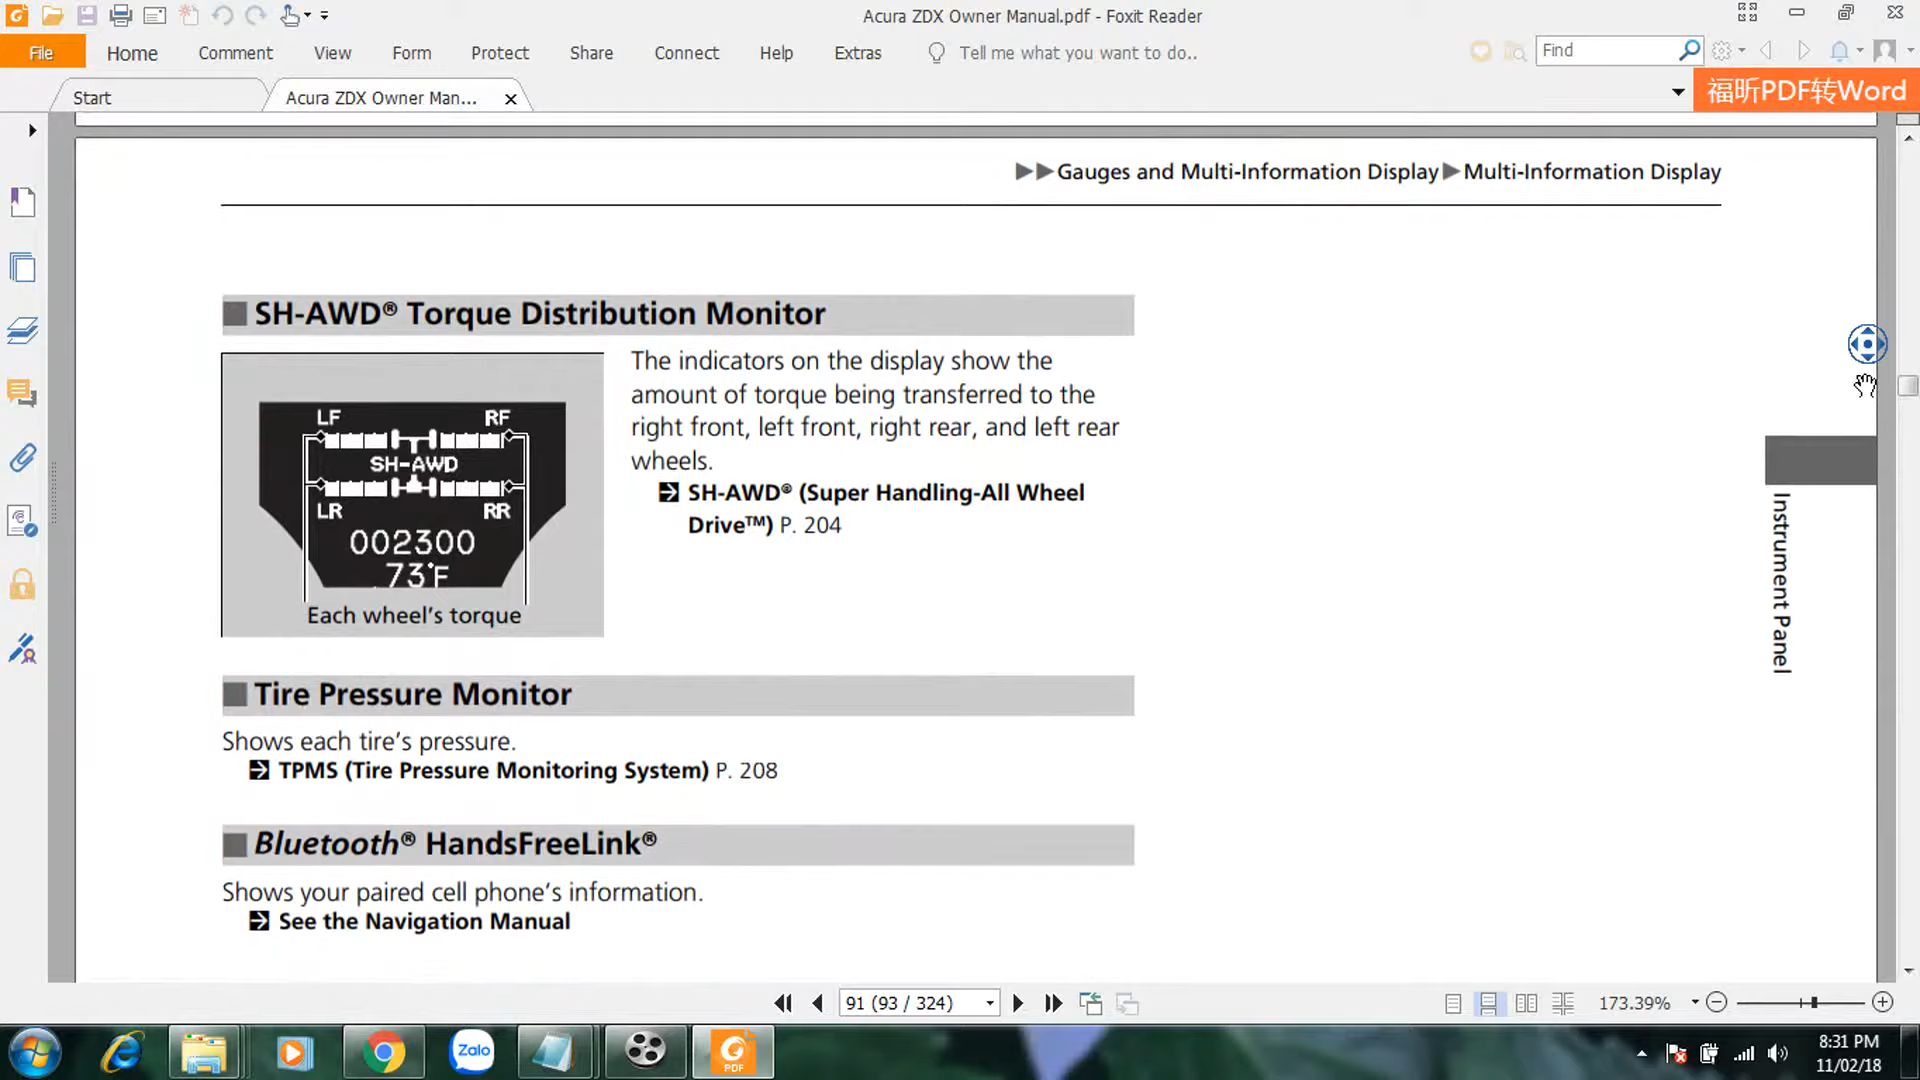 Acura ZDX Owner Manual.pdf - Foxit Reader
File Home Comment View Form Protect Share Connect Help Extras Tell me what you want to do.. Find
Start Acura ZDX Owner Man... 福昕PDF转Word
Gauges and Multi-Information Display Multi-Information Display
SH-AWD® Torque Distribution Monitor
The indicators on the display show the
amount of torque being transferred to the
right front, left front, right rear, and left rear
wheels.
SH-AWD® (Super Handling-All Wheel
Drive™) P. 204
LF RF
SH-AWD
LR RR
002300
73°F
Each wheel's torque
Instrument Panel
Tire Pressure Monitor
Shows each tire's pressure.
TPMS (Tire Pressure Monitoring System) P. 208
Bluetooth® HandsFreeLink®
Shows your paired cell phone's information.
See the Navigation Manual
91 (93 / 324) 173.39%
Zalo
PDF
8:31 PM
11/02/18